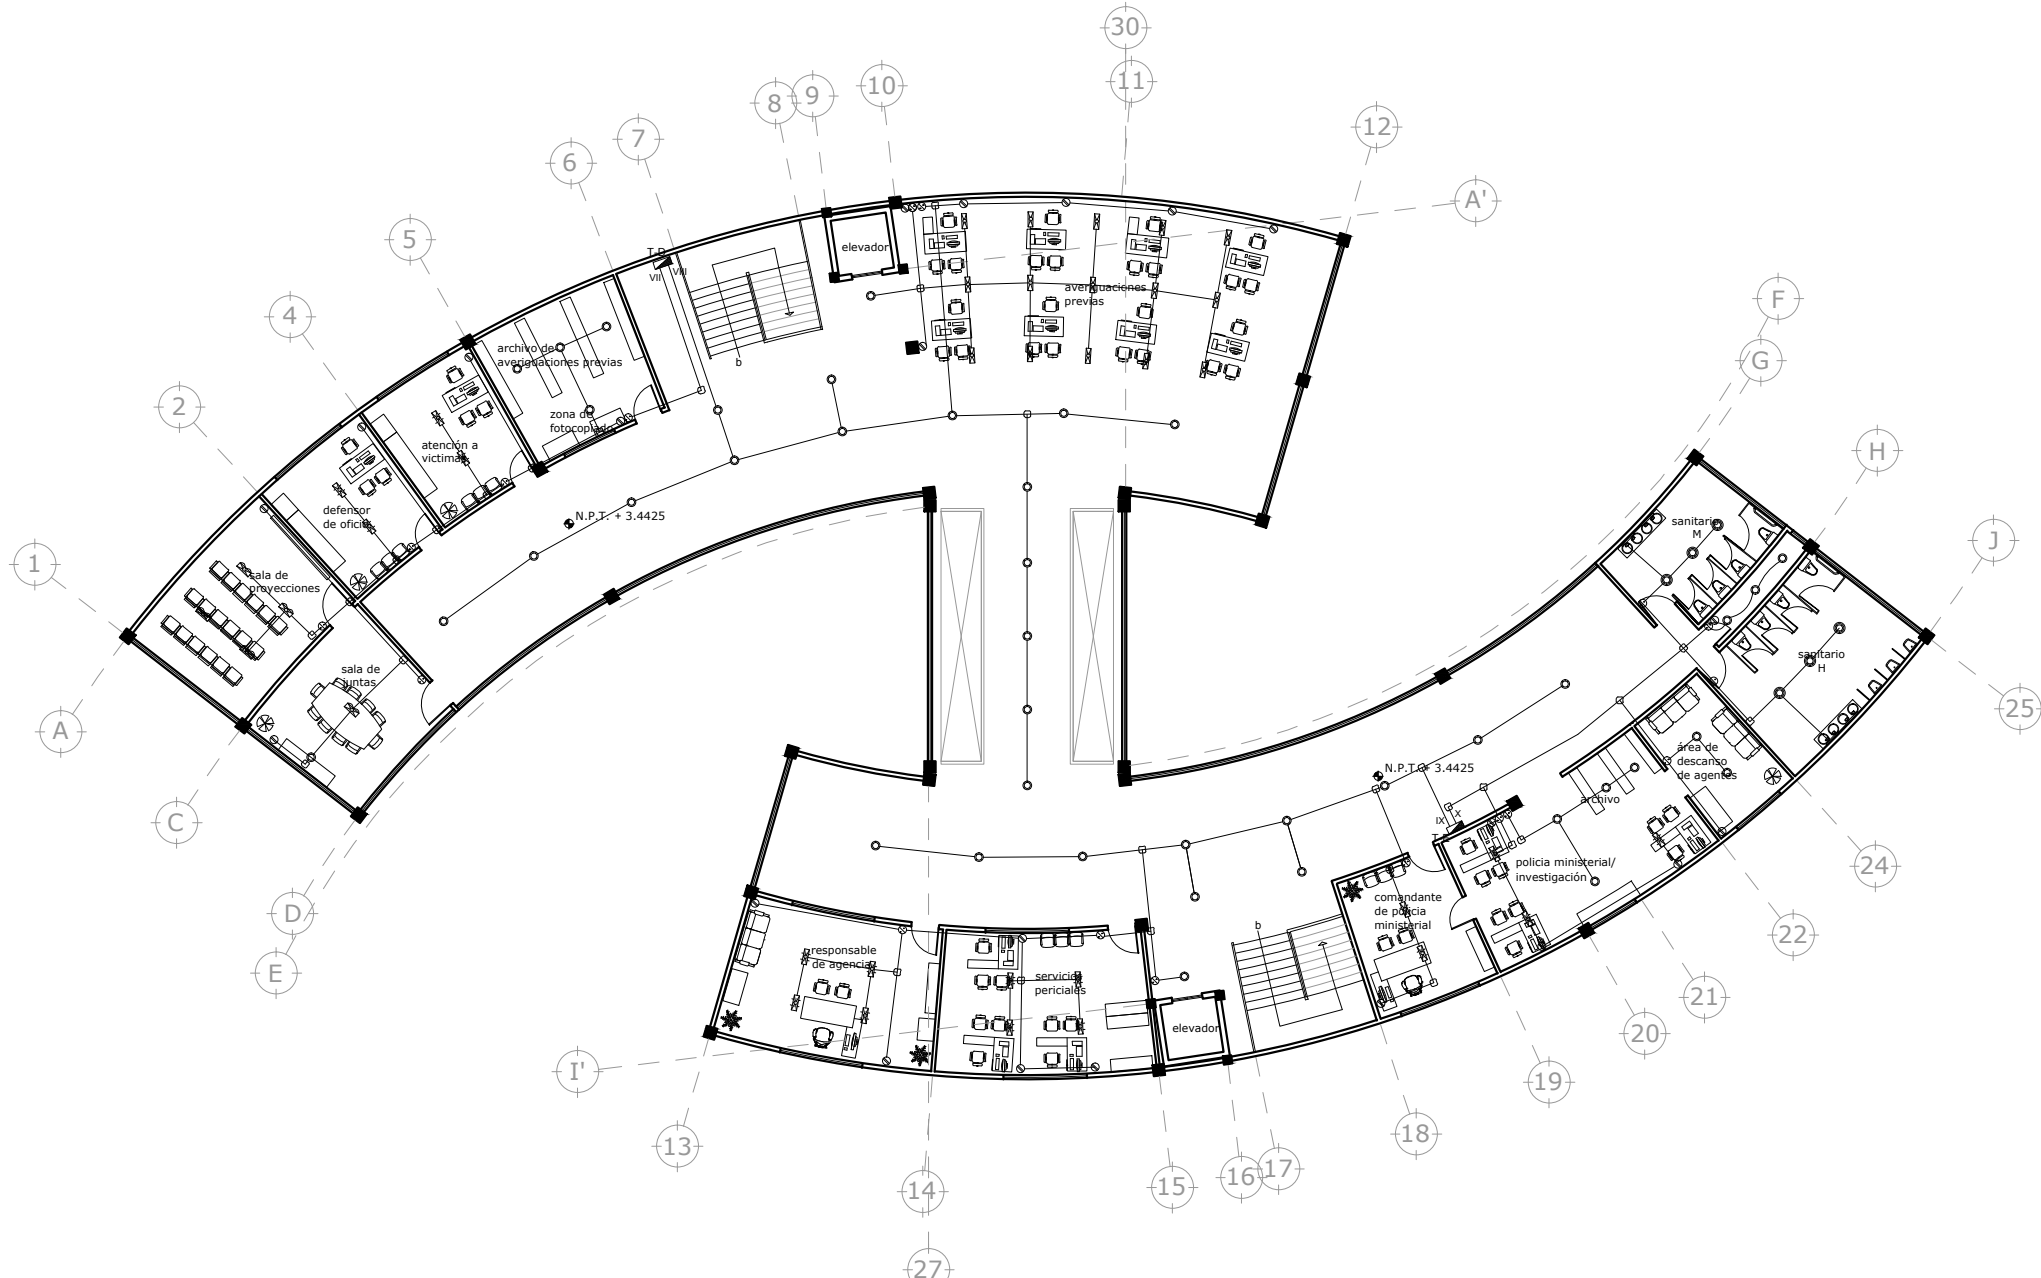 30
11
8
9
10
12
7
6
A'
5
4
2
1
F
G
H
J
T-D
VII
VIII
elevador
averiguaciones
previas
b
archivo de
averiguaciones previas
zona de
fotocopiado
atención a
victimas
defensor
de oficio
N.P.T. + 3.4425
sala de
proyecciones
sala de
juntas
A
C
D
E
sanitario
M
sanitario
H
25
área de
descanso
de agentes
N.P.T. + 3.4425
archivo
IX
X
policia ministerial/
investigación
comandante
de policia
ministerial
b
responsable
de agencia
servicios
periciales
elevador
24
22
21
20
19
18
I'
13
14
15
16
17
27